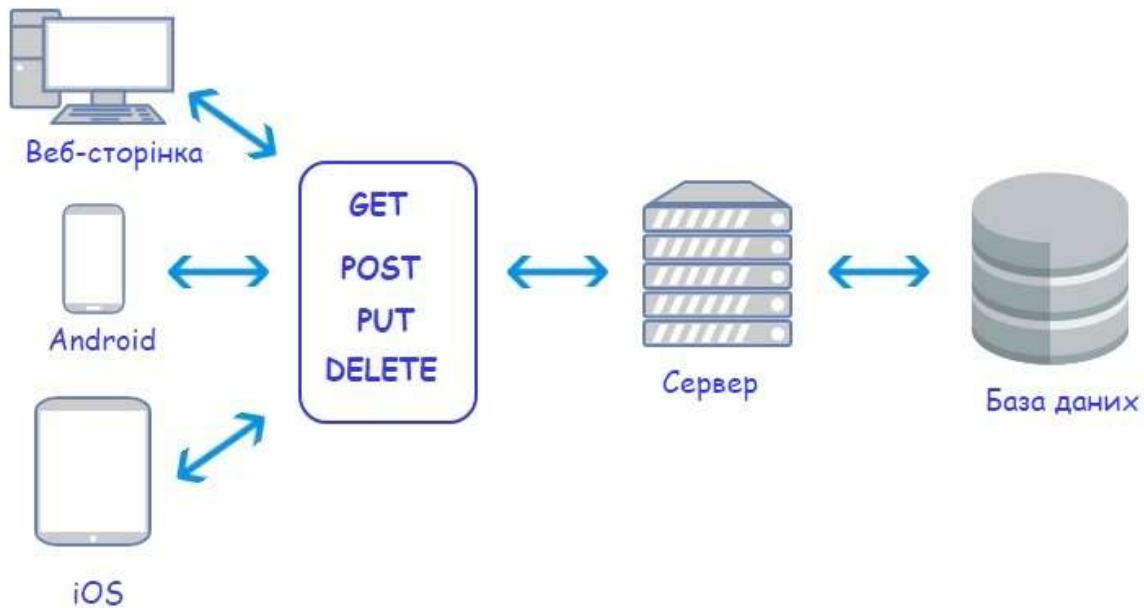 Веб-сторінка
Android
iOS
GET
POST
PUT
DELETE
Сервер
База даних